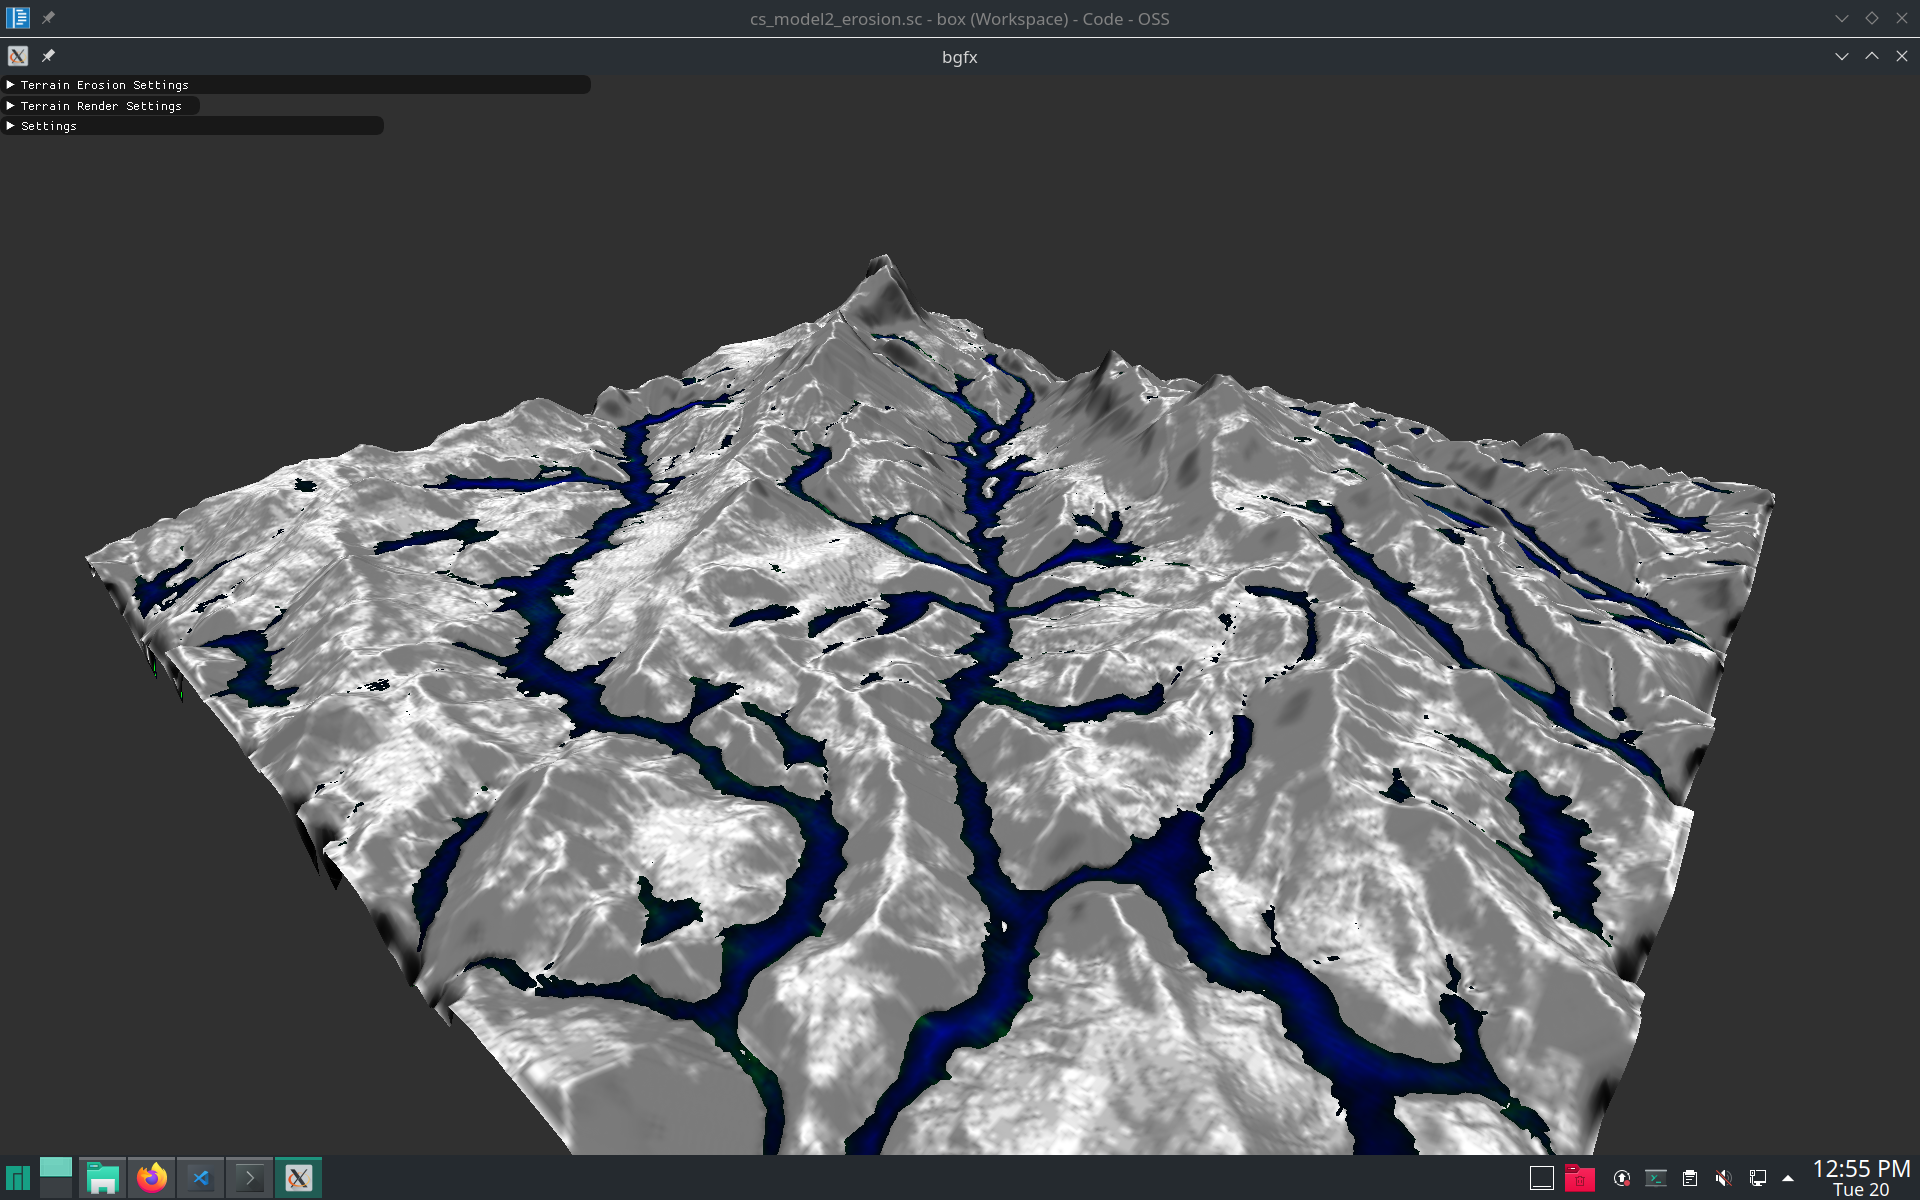 cs_model2_erosion.sc - box (Workspace) - Code - OSS
bgfx
Terrain Erosion Settings
Terrain Render Settings
Settings
12:55 PM
Tue 20